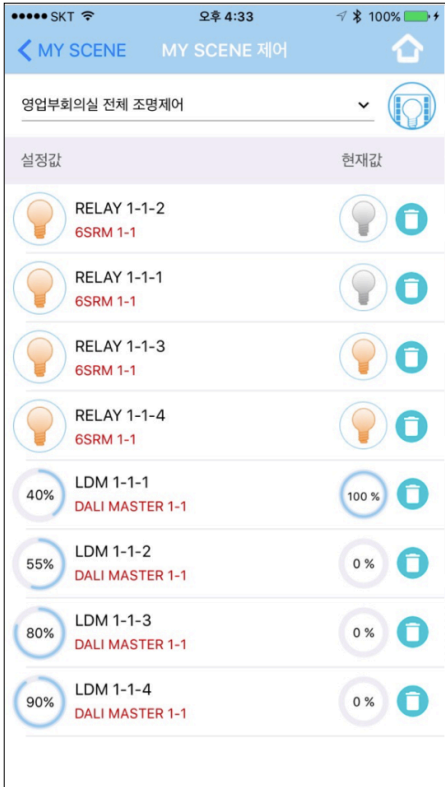 SKT 오후 4:33 100%
MY SCENE MY SCENE 제어
영업부회의실 전체 조명제어
설정값 현재값
RELAY 1-1-2
6SRM 1-1
RELAY 1-1-1
6SRM 1-1
RELAY 1-1-3
6SRM 1-1
RELAY 1-1-4
6SRM 1-1
40% LDM 1-1-1 100 %
DALI MASTER 1-1
55% LDM 1-1-2 0 %
DALI MASTER 1-1
80% LDM 1-1-3 0 %
DALI MASTER 1-1
90% LDM 1-1-4 0 %
DALI MASTER 1-1